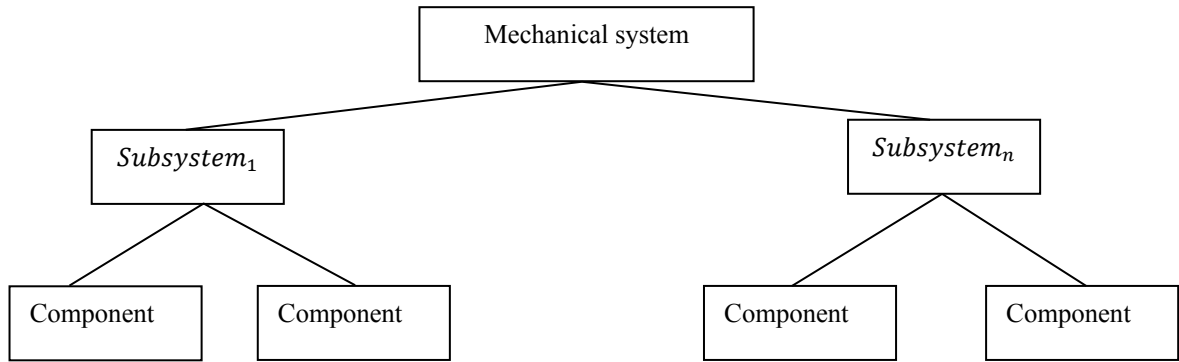 Mechanical system
Subsystem₁
Subsystemₙ
Component
Component
Component
Component